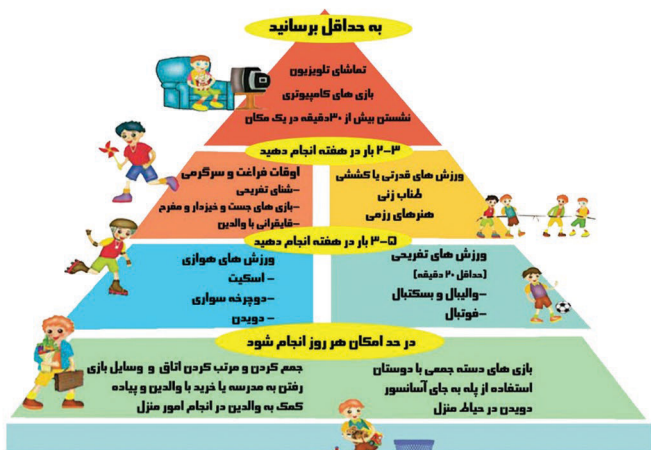 به حداقل برسانید
تماشای تلویزیون
بازی های کامپیوتری
نشستن بیش از ۳۰دقیقه در یک مکان
۲-۳ بار در هفته انجام دهید
ورزش های قدرتی یا کششی
طناب زنی
هنرهای رزمی
اوقات فراغت و سرگرمی
-شنای تفریحی
-بازی های جست و خیزدار و مفرح
-قایقرانی با والدین
۳-۵ بار در هفته انجام دهید
ورزش های تفریحی
(حداقل ۲۰ دقیقه)
-والیبال و بسکتبال
-فوتبال
ورزش های هوازی
- اسکیت
-دوچرخه سواری
- دویدن
در حد امکان هر روز انجام شود
بازی های دسته جمعی با دوستان
استفاده از پله به جای آسانسور
دویدن در حیاط منزل
جمع کردن و مرتب کردن اتاق و وسایل بازی
رفتن به مدرسه یا خرید با والدین و پیاده
کمک به والدین در انجام امور منزل